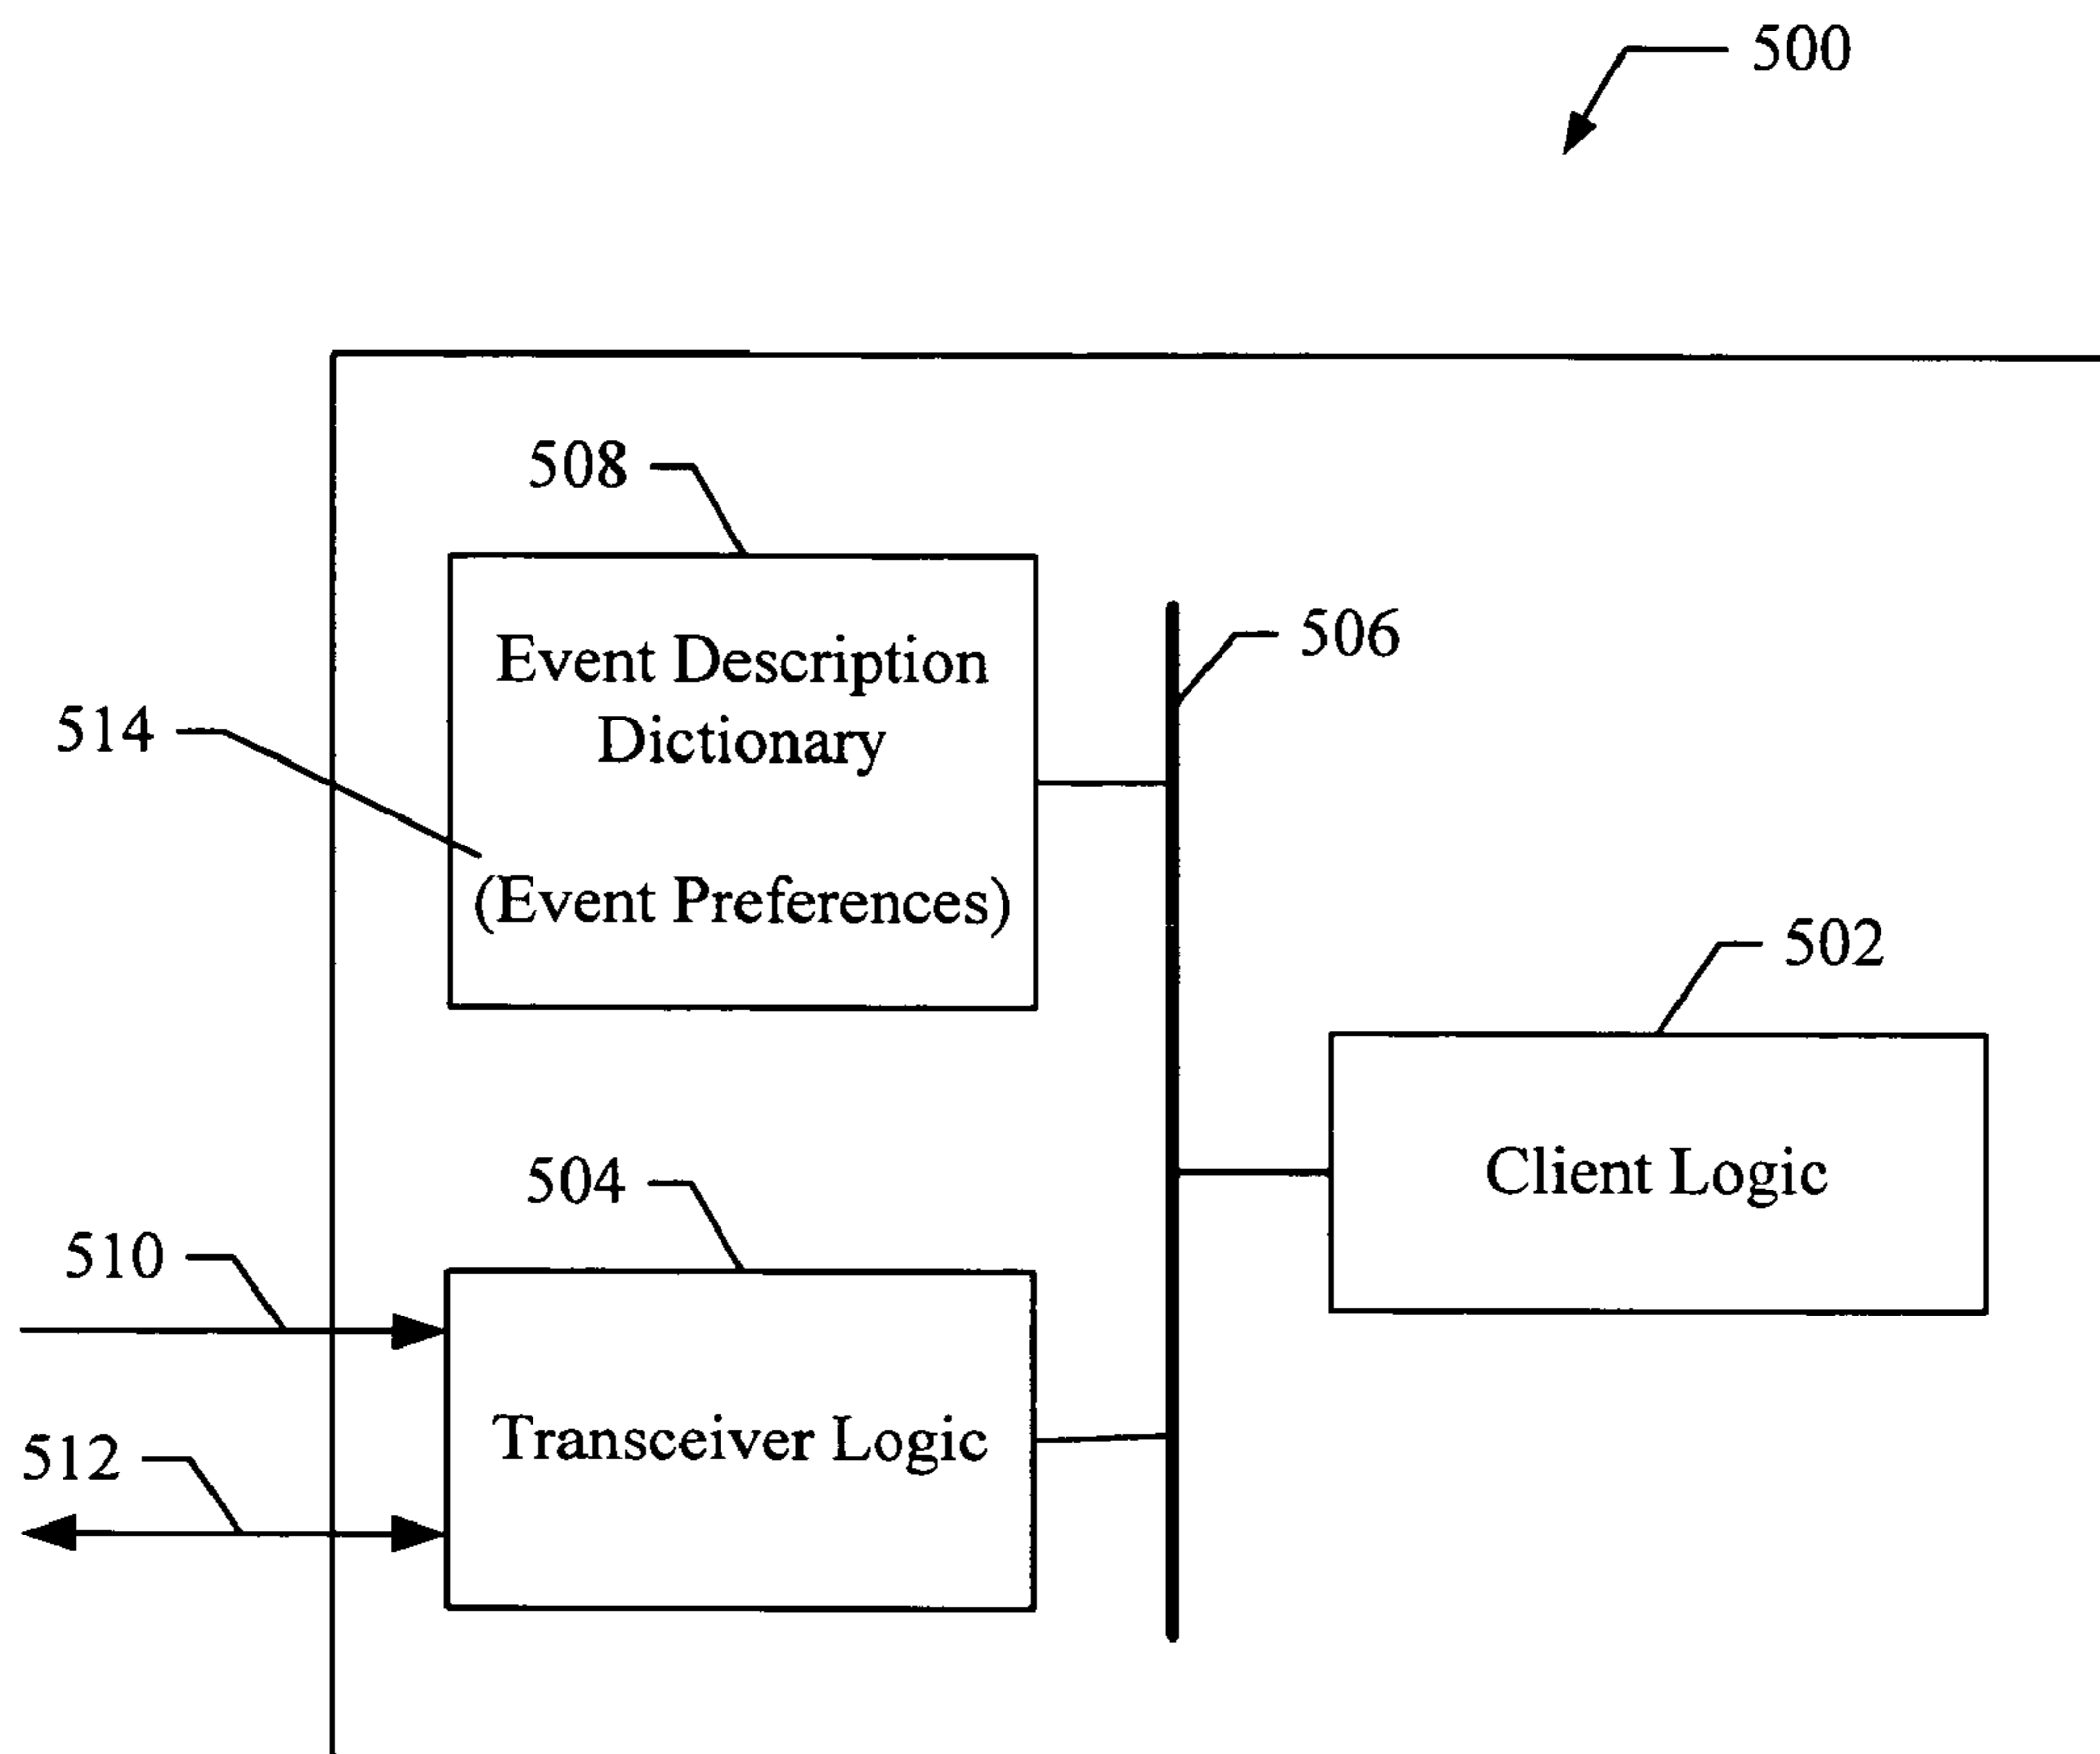 500
508
Event Description
Dictionary
506
514
(Event Preferences)
502
Client Logic
504
510
Transceiver Logic
512